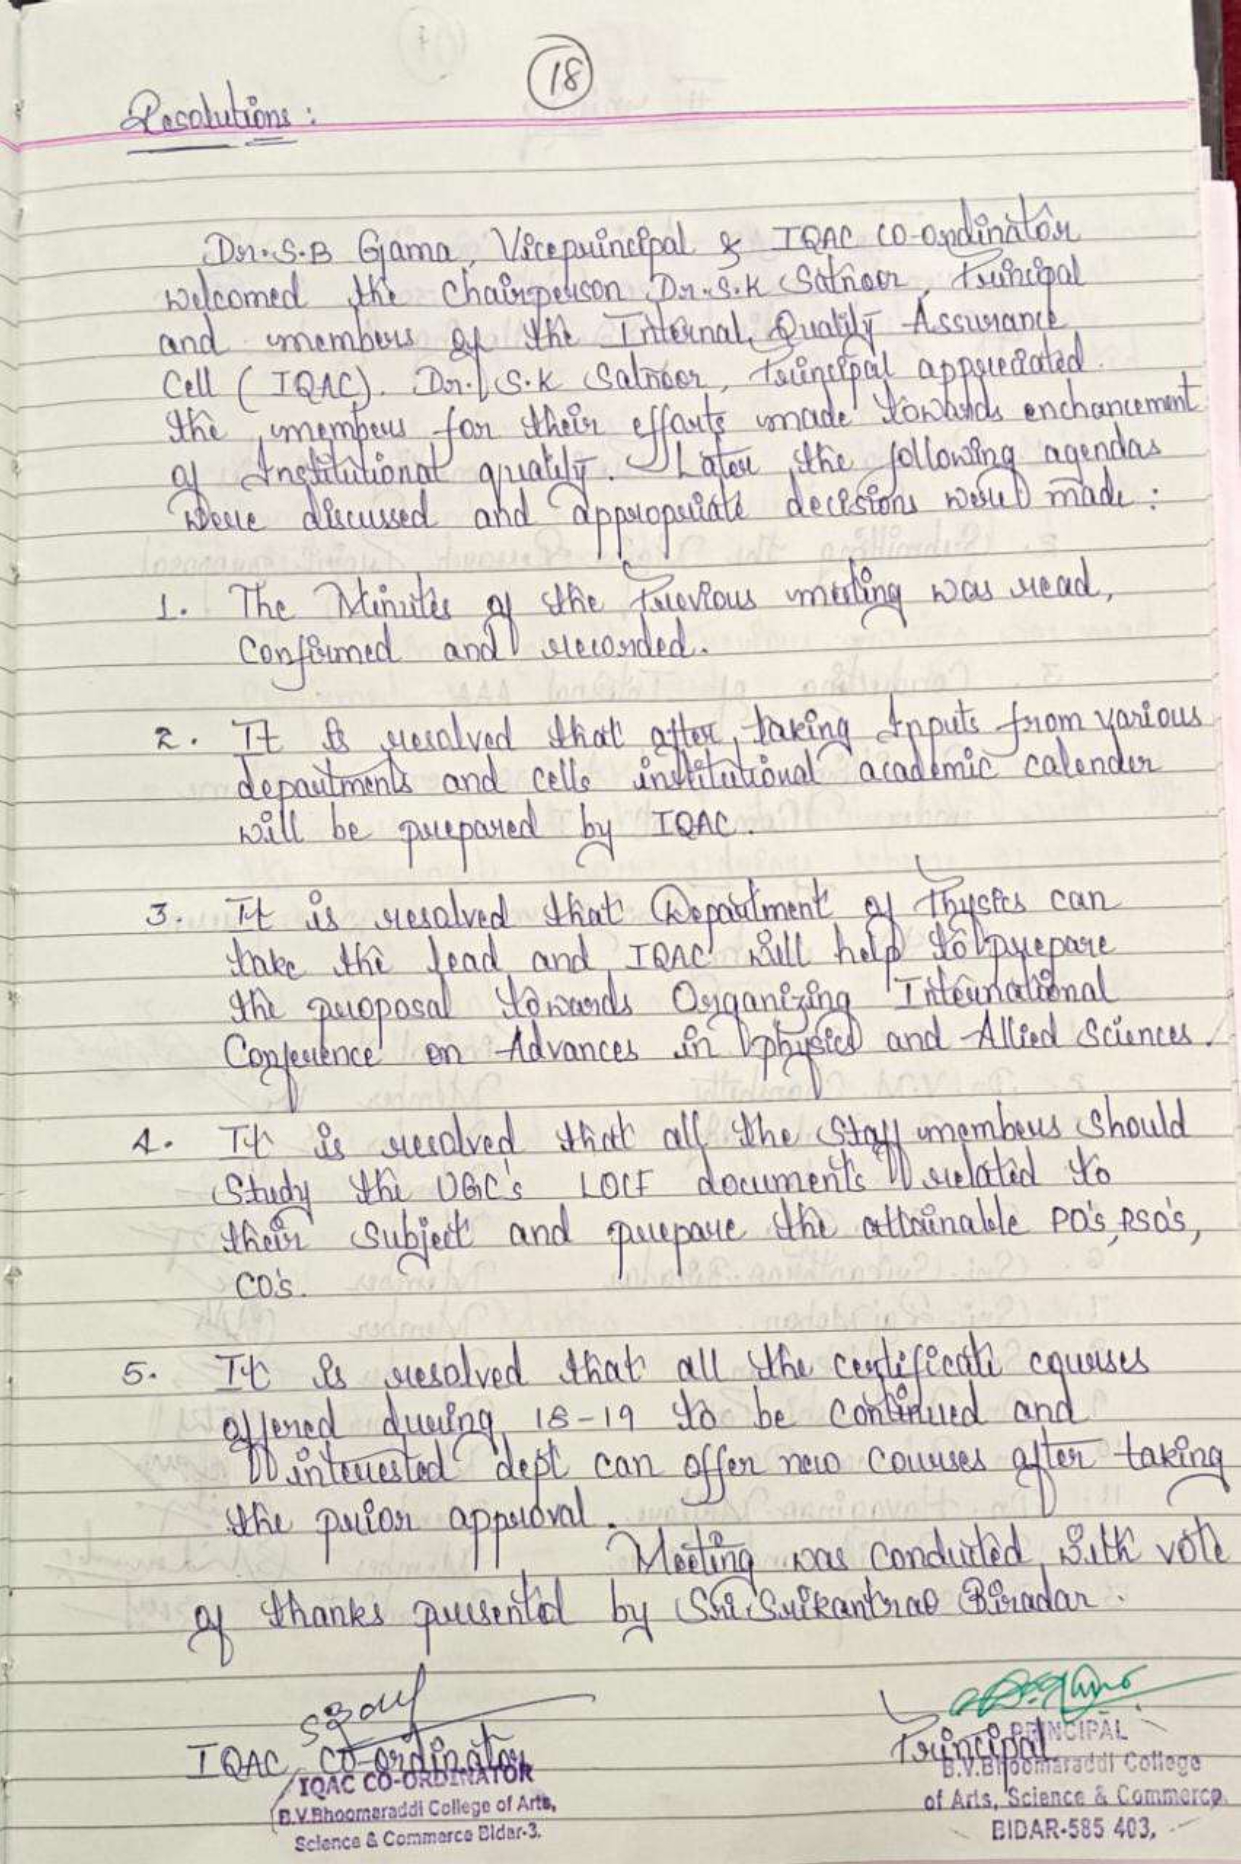 18
Resolutions :
Dr. S.B Gama, Viceprincipal & IQAC co-ordinator
welcomed the chairperson Dr. S.K Satnoor, Principal
and members of the Internal Quality Assurance
Cell (IQAC). Dr. S.K Satnoor, Principal appreciated
the members for their efforts made towards enchancement
of Institutional quality. Later the following agendas
were discussed and appropriate decisions were made :
1. The Minutes of the Previous meeting was read,
Confirmed and recorded.
2. It is resolved that after taking Inputs from various
departments and cells institutional academic calender
will be prepared by IQAC.
3. It is resolved that Department of Physics can
take the lead and IQAC will help to prepare
the proposal towards Organizing International
Conference on Advances in physics and Allied Sciences.
4. It is resolved that all the Staff members should
Study the UGC's LOCF documents related to
their Subject and prepare the attainable PO's, PSO's,
CO's.
5. It is resolved that all the certificate courses
offered during 18-19 to be continued and
interested dept can offer new courses after taking
the prior approval.
Meeting was conducted with vote
of thanks presented by Sri Srikantrao Biradar.
IQAC CO-ordinator
Principal
IQAC CO-ORDINATOR
B.V.Bhoomaraddi College of Arts,
Science & Commerce Bidar-3.
PRINCIPAL
B.V.Bhoomaraddi College
of Arts, Science & Commerce
BIDAR-585 403,